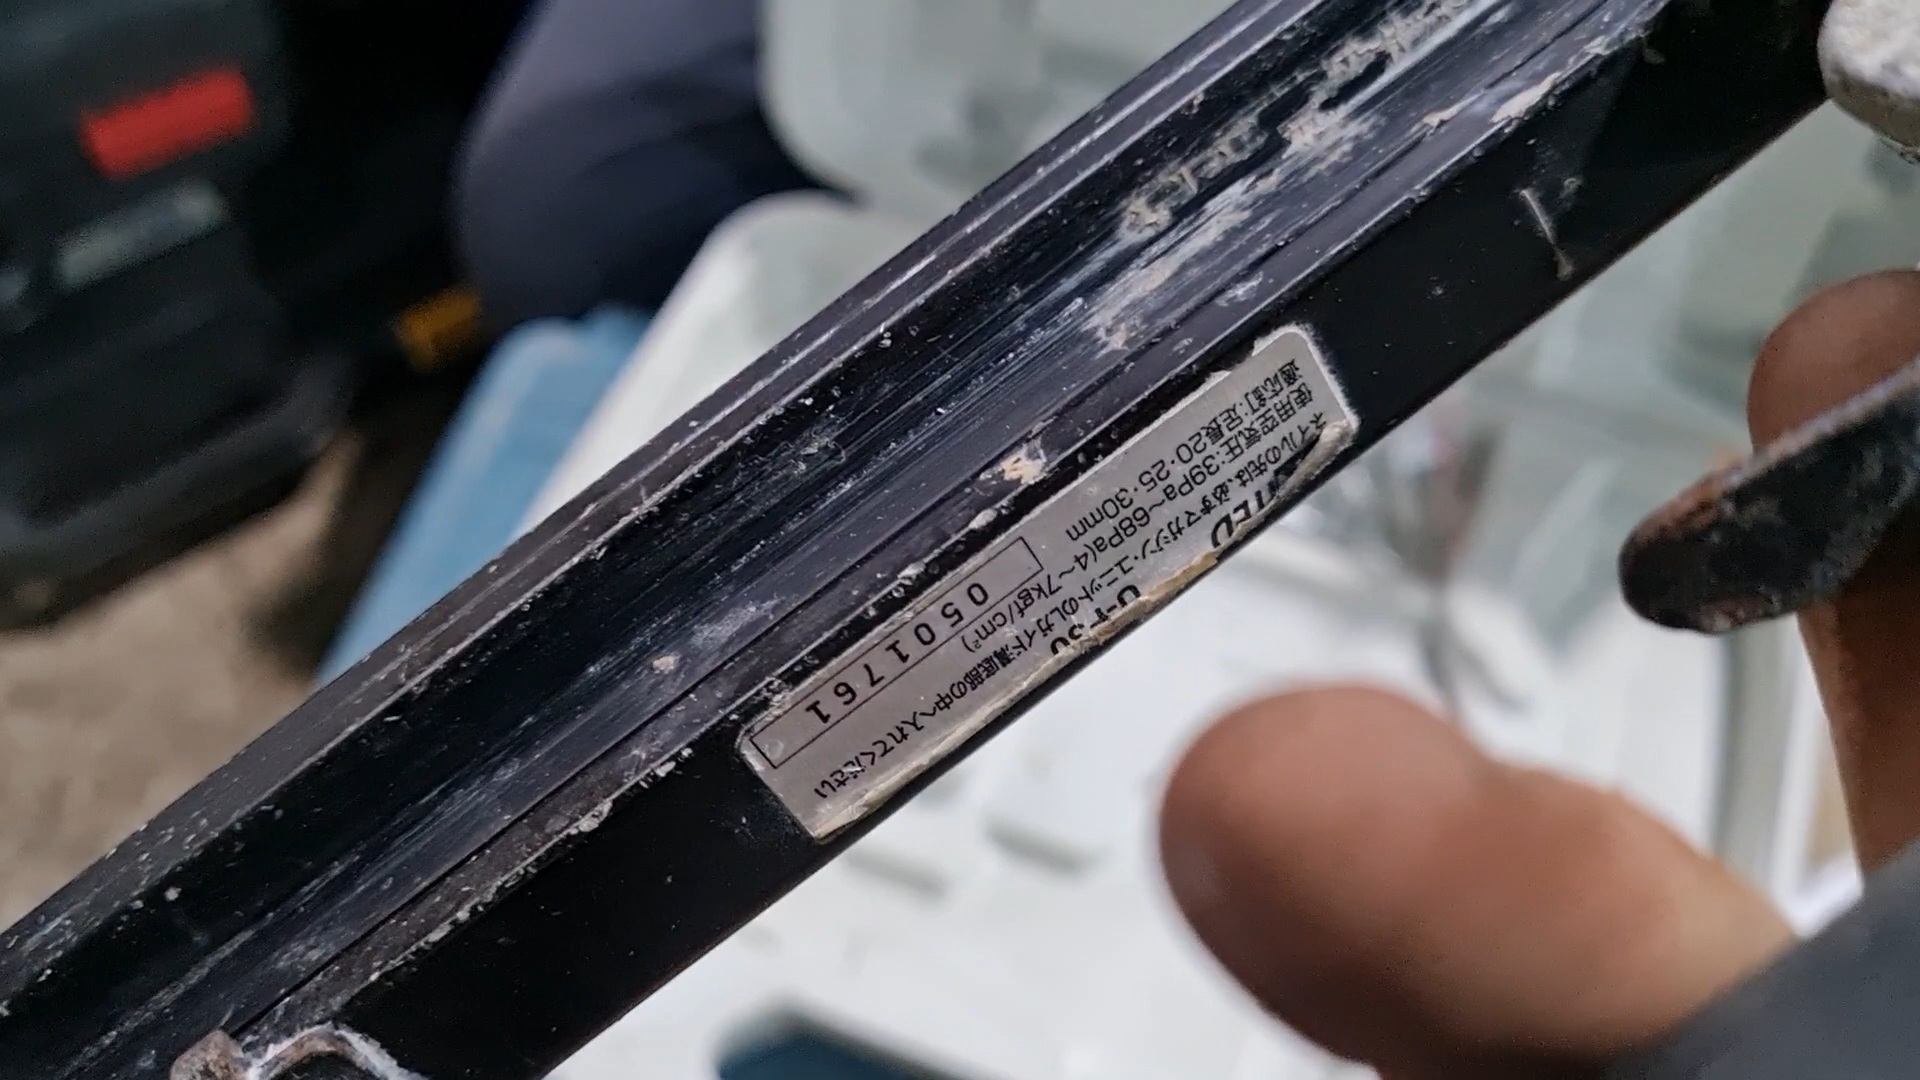 適応釘:足長20·25·30mm
使用空気圧:39Pa~68Pa(4~7kgf/cm²)
ネイルの先は、必ずマガジン·ユニットのLガイド溝底部の中へ入れてください
0501761